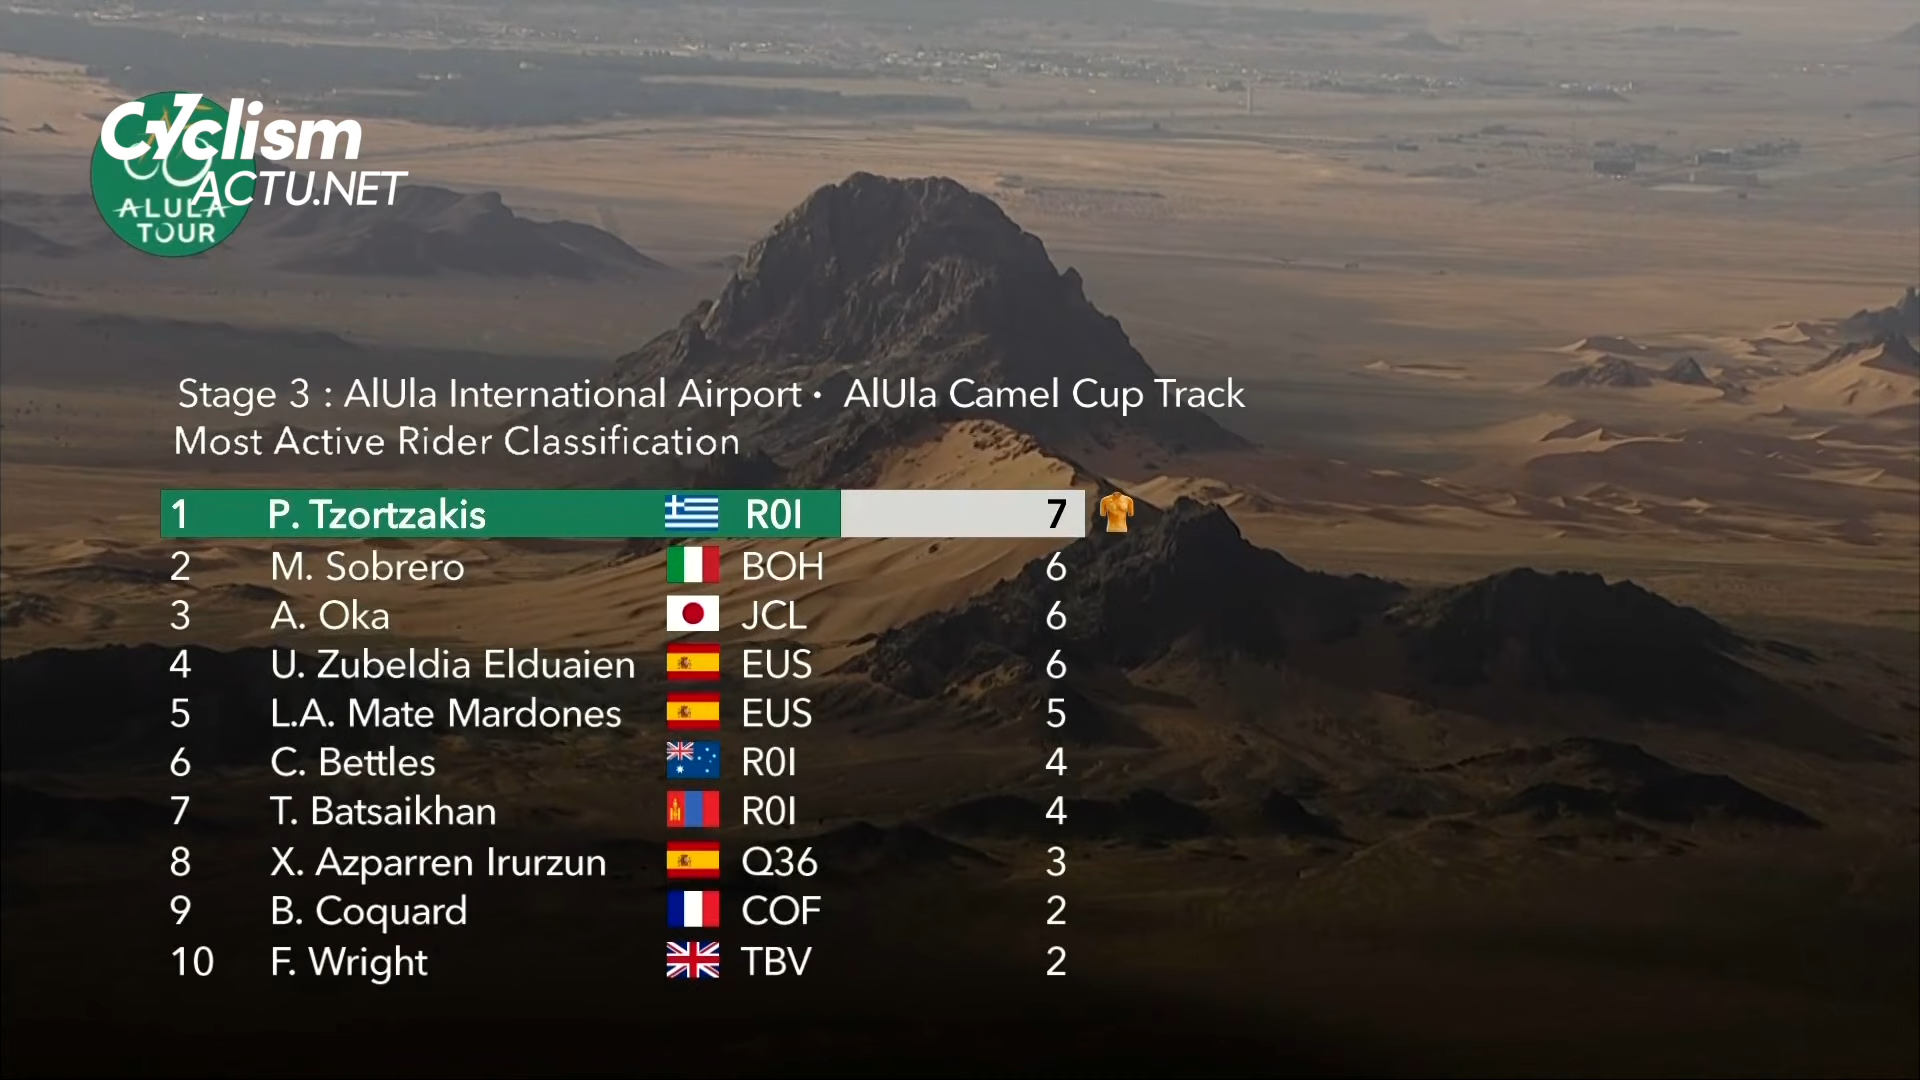 Cyclism
ACTU.NET
ALULA
TOUR
Stage 3 : AlUla International Airport · AlUla Camel Cup Track
Most Active Rider Classification
1 P. Tzortzakis R0I 7
2 M. Sobrero BOH 6
3 A. Oka JCL 6
4 U. Zubeldia Elduaien EUS 6
5 L.A. Mate Mardones EUS 5
6 C. Bettles R0I 4
7 T. Batsaikhan R0I 4
8 X. Azparren Irurzun Q36 3
9 B. Coquard COF 2
10 F. Wright TBV 2